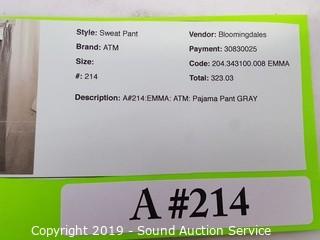 Style: Sweat Pant Vendor: Bloomingdales
Brand: ATM Payment: 30830025
Size: Code: 204.343100.008 EMMA
#: 214 Total: 323.03
Description: A#214:EMMA: ATM: Pajama Pant GRAY
A #214
Copyright 2019 - Sound Auction Service